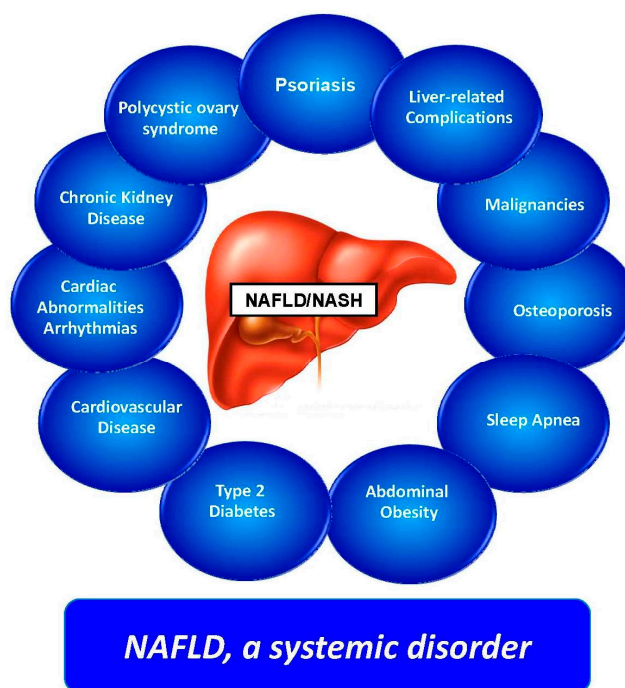 Psoriasis
Liver-related
Complications
Malignancies
Osteoporosis
Sleep Apnea
Abdominal
Obesity
Type 2
Diabetes
Cardiovascular
Disease
Cardiac
Abnormalities
Arrhythmias
Chronic Kidney
Disease
Polycystic ovary
syndrome
NAFLD/NASH
NAFLD, a systemic disorder